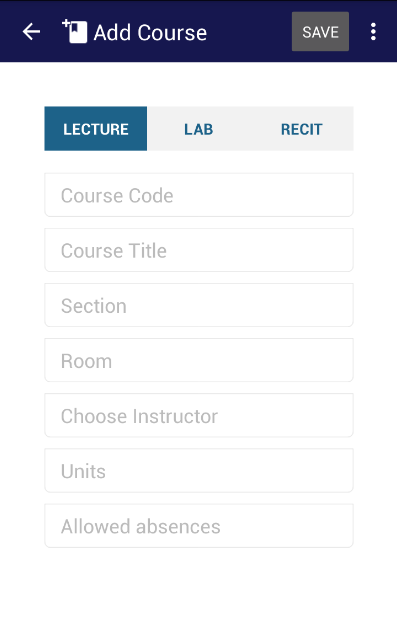 Add Course
SAVE
LECTURE LAB RECIT
Course Code
Course Title
Section
Room
Choose Instructor
Units
Allowed absences